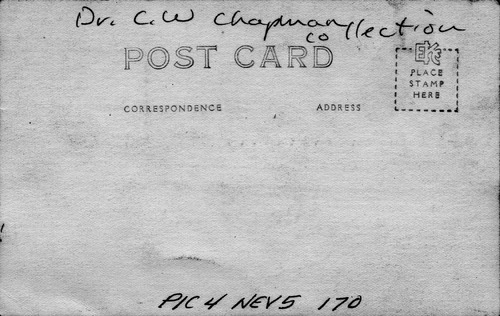 Dr. C.W Chapman Collection
POST CARD
EKC
PLACE
STAMP
HERE
CORRESPONDENCE ADDRESS
PIC 4 NEV5 170